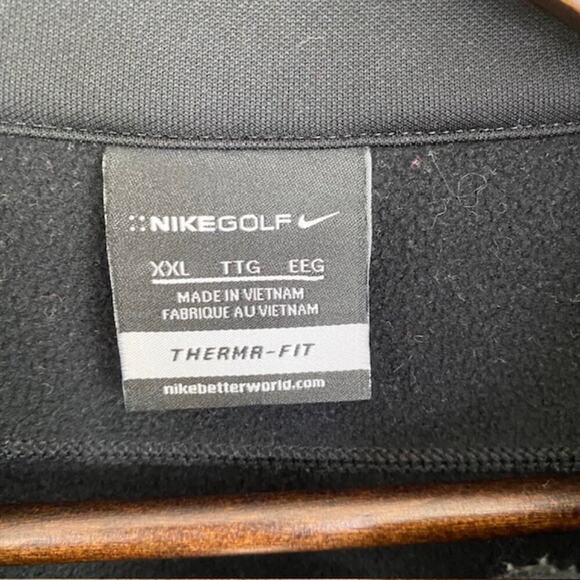 NIKEGOLF
XXL TTG EEG
MADE IN VIETNAM
FABRIQUE AU VIETNAM
THERMA-FIT
nikebetterworld.com